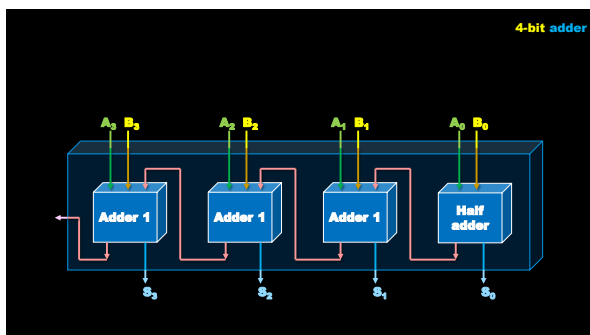 4-bit adder
A₃ B₃ A₂ B₂ A₁ B₁ A₀ B₀
Adder 1 Adder 1 Adder 1 Half adder
S₃ S₂ S₁ S₀